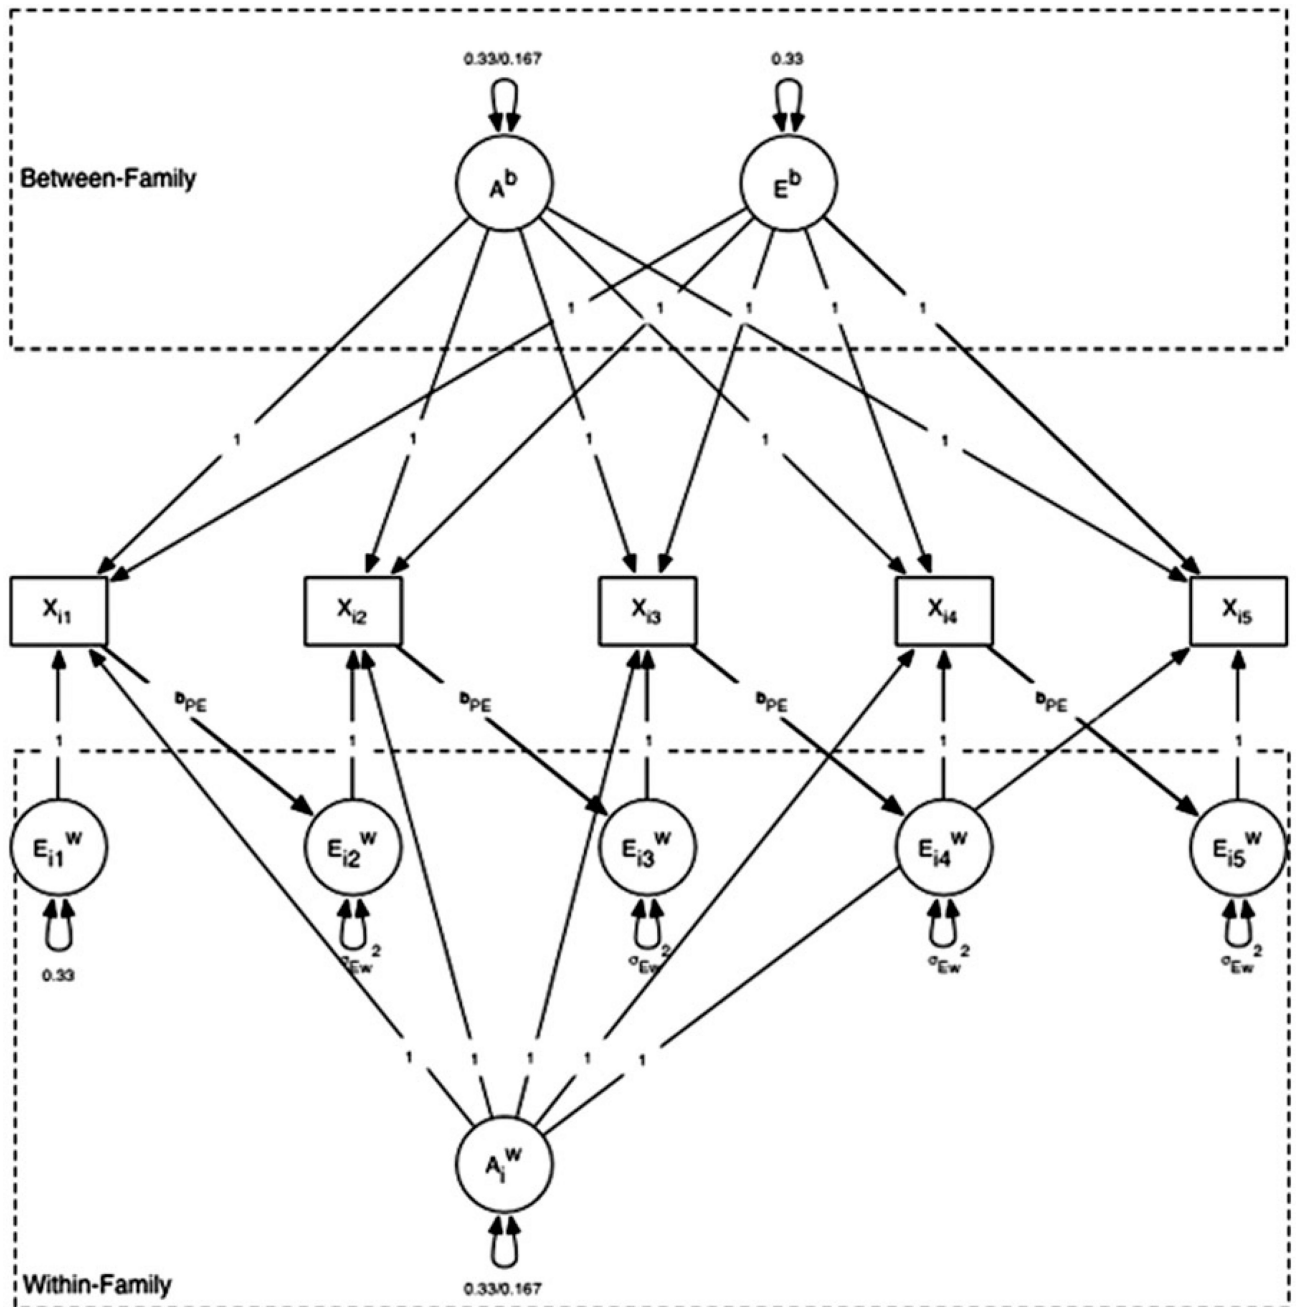 0.33/0.167 0.33
Between-Family
A^b E^b
1 1 1 1 1
1 1 1 1 1
X_i1 X_i2 X_i3 X_i4 X_i5
b_PE b_PE b_PE b_PE
1 1 1 1 1
E_i1^w E_i2^w E_i3^w E_i4^w E_i5^w
0.33 σ_Ew^2 σ_Ew^2 σ_Ew^2 σ_Ew^2
1 1 1 1 1
A_i^w
Within-Family
0.33/0.167